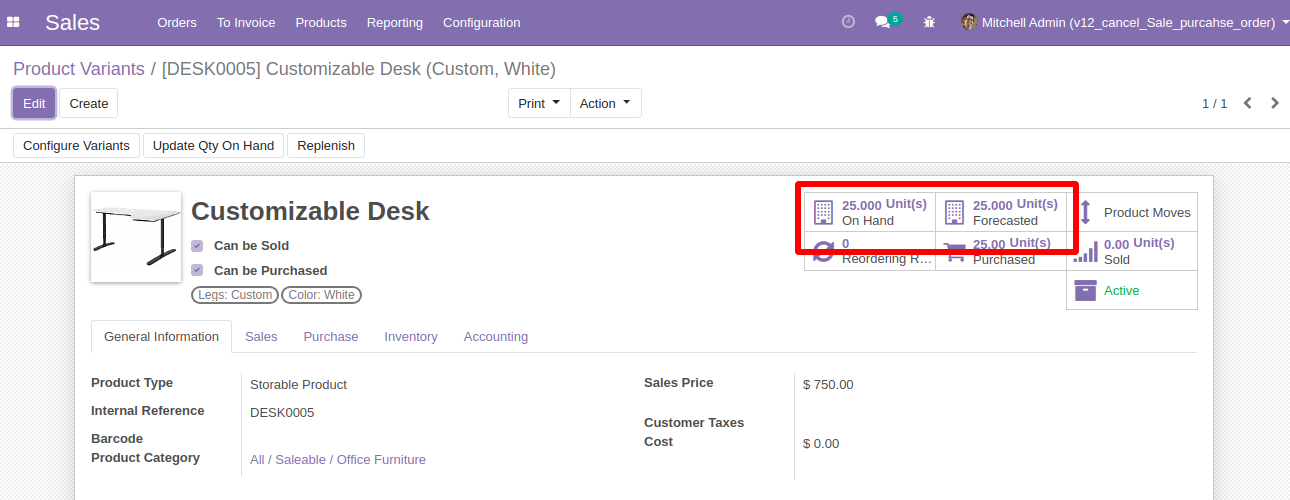 Sales Orders To Invoice Products Reporting Configuration 5 Mitchell Admin (v12_cancel_Sale_purcahse_order)
Product Variants / [DESK0005] Customizable Desk (Custom, White)
Edit Create Print Action 1 / 1
Configure Variants Update Qty On Hand Replenish
Customizable Desk
Can be Sold
Can be Purchased
Legs: Custom Color: White
25.000 Unit(s)
On Hand
25.000 Unit(s)
Forecasted
Product Moves
0
Reordering R...
25.00 Unit(s)
Purchased
0.00 Unit(s)
Sold
Active
General Information Sales Purchase Inventory Accounting
Product Type Storable Product
Internal Reference DESK0005
Barcode
Product Category All / Saleable / Office Furniture
Sales Price $ 750.00
Customer Taxes
Cost $ 0.00